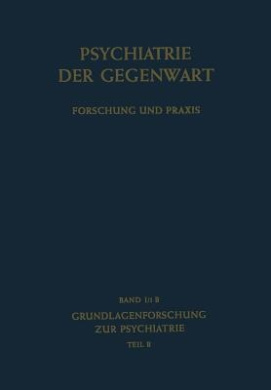 PSYCHIATRIE
DER GEGENWART
FORSCHUNG UND PRAXIS
BAND I/1 B
GRUNDLAGENFORSCHUNG
ZUR PSYCHIATRIE
TEIL B